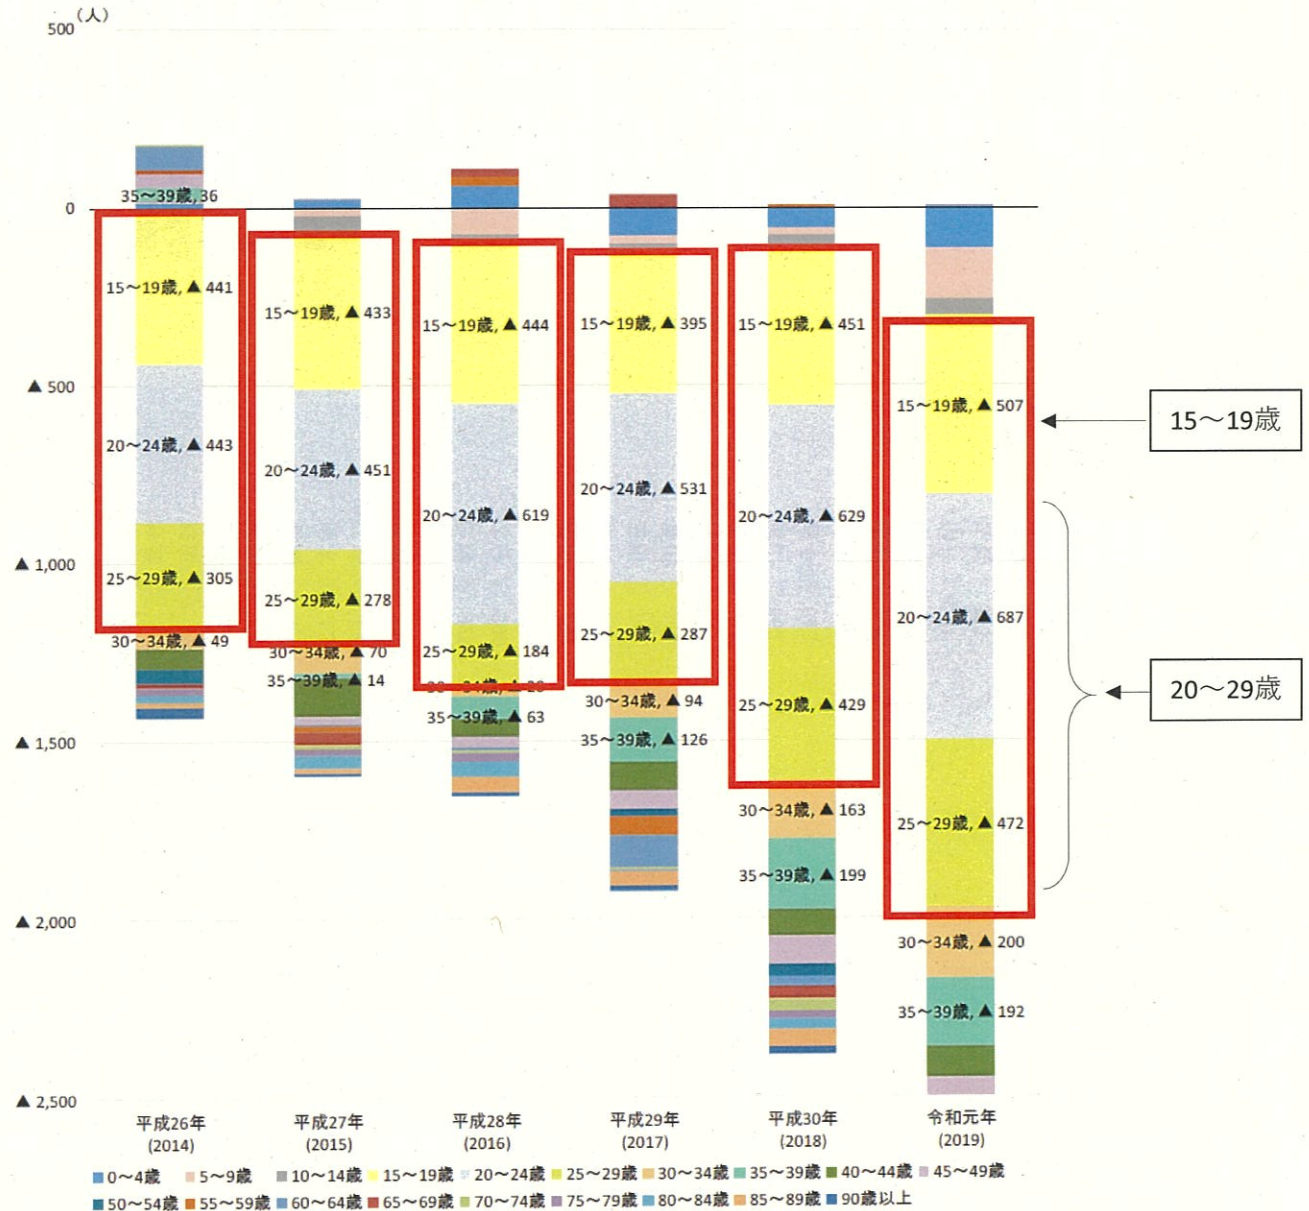 (人)
500
0
▲ 500
▲ 1,000
▲ 1,500
▲ 2,000
▲ 2,500
35～39歳, 36
15～19歳, ▲ 441
20～24歳, ▲ 443
25～29歳, ▲ 305
30～34歳, ▲ 49
15～19歳, ▲ 433
20～24歳, ▲ 451
25～29歳, ▲ 278
30～34歳, ▲ 70
35～39歳, ▲ 14
15～19歳, ▲ 444
20～24歳, ▲ 619
25～29歳, ▲ 184
35～39歳, ▲ 63
15～19歳, ▲ 395
20～24歳, ▲ 531
25～29歳, ▲ 287
30～34歳, ▲ 94
35～39歳, ▲ 126
15～19歳, ▲ 451
20～24歳, ▲ 629
25～29歳, ▲ 429
30～34歳, ▲ 163
35～39歳, ▲ 199
15～19歳, ▲ 507
20～24歳, ▲ 687
25～29歳, ▲ 472
30～34歳, ▲ 200
35～39歳, ▲ 192
15～19歳
20～29歳
平成26年
(2014)
平成27年
(2015)
平成28年
(2016)
平成29年
(2017)
平成30年
(2018)
令和元年
(2019)
0～4歳 5～9歳 10～14歳 15～19歳 20～24歳 25～29歳 30～34歳 35～39歳 40～44歳 45～49歳
50～54歳 55～59歳 60～64歳 65～69歳 70～74歳 75～79歳 80～84歳 85～89歳 90歳以上